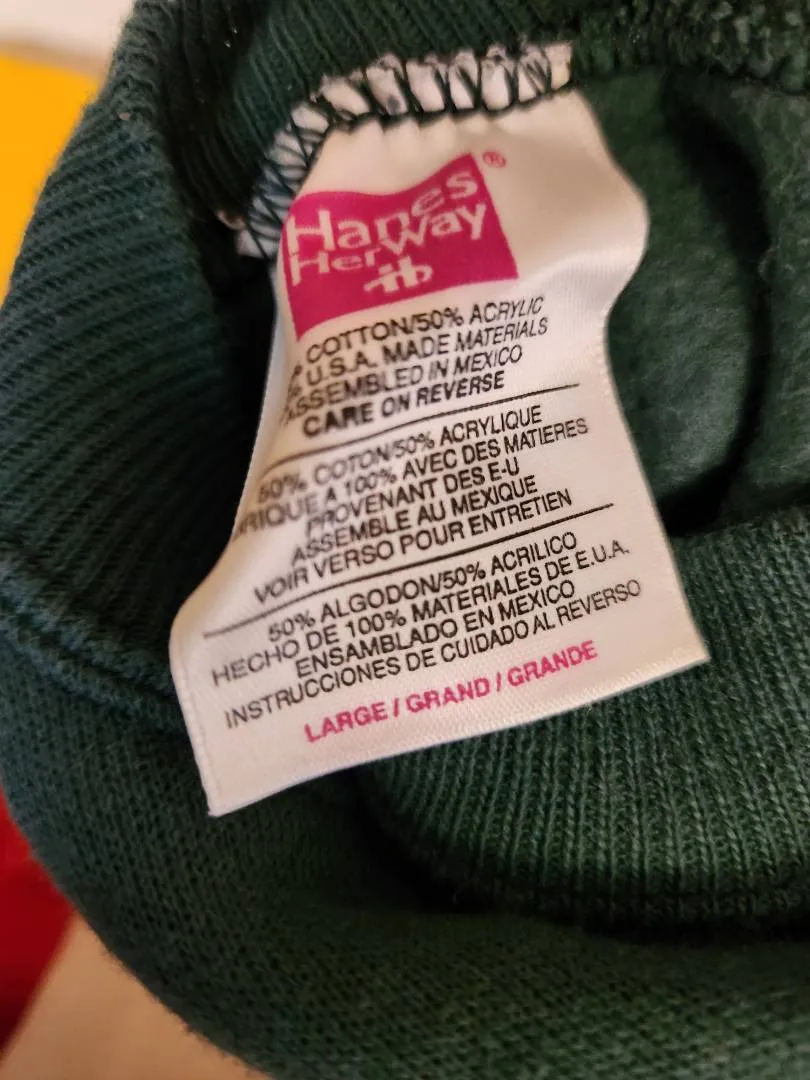 ®
Hanes
HerWay
COTTON/50% ACRYLIC
U.S.A. MADE MATERIALS
ASSEMBLED IN MEXICO
CARE ON REVERSE
50% COTON/50% ACRYLIQUE
RIQUE A 100% AVEC DES MATIERES
PROVENANT DES E-U
ASSEMBLE AU MEXIQUE
VOIR VERSO POUR ENTRETIEN
50% ALGODON/50% ACRILICO
HECHO DE 100% MATERIALES DE E.U.A.
ENSAMBLADO EN MEXICO
INSTRUCCIONES DE CUIDADO AL REVERSO
LARGE / GRAND / GRANDE